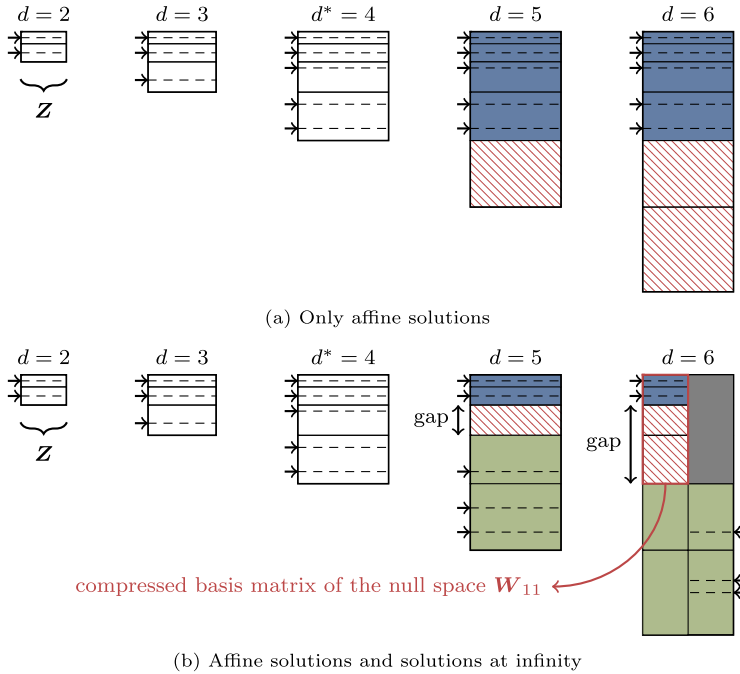 d = 2 d = 3 d* = 4 d = 5 d = 6
Z
(a) Only affine solutions
d = 2 d = 3 d* = 4 d = 5 d = 6
gap
gap
Z
compressed basis matrix of the null space W₁₁
(b) Affine solutions and solutions at infinity